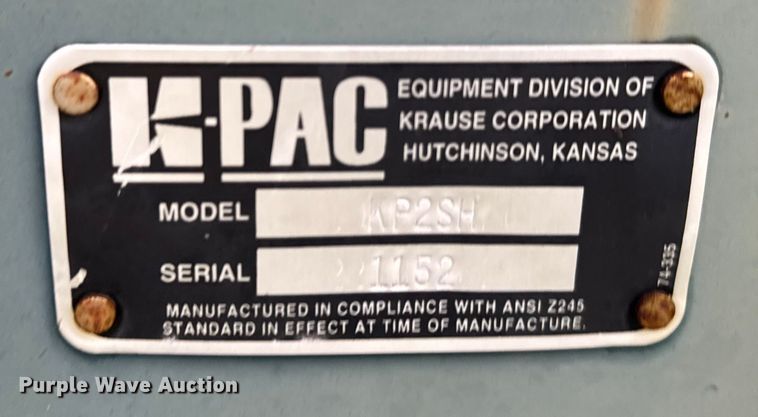 K-PAC
EQUIPMENT DIVISION OF
KRAUSE CORPORATION
HUTCHINSON, KANSAS
MODEL KP2SH
SERIAL 1152
74-335
MANUFACTURED IN COMPLIANCE WITH ANSI Z245
STANDARD IN EFFECT AT TIME OF MANUFACTURE.
Purple Wave Auction